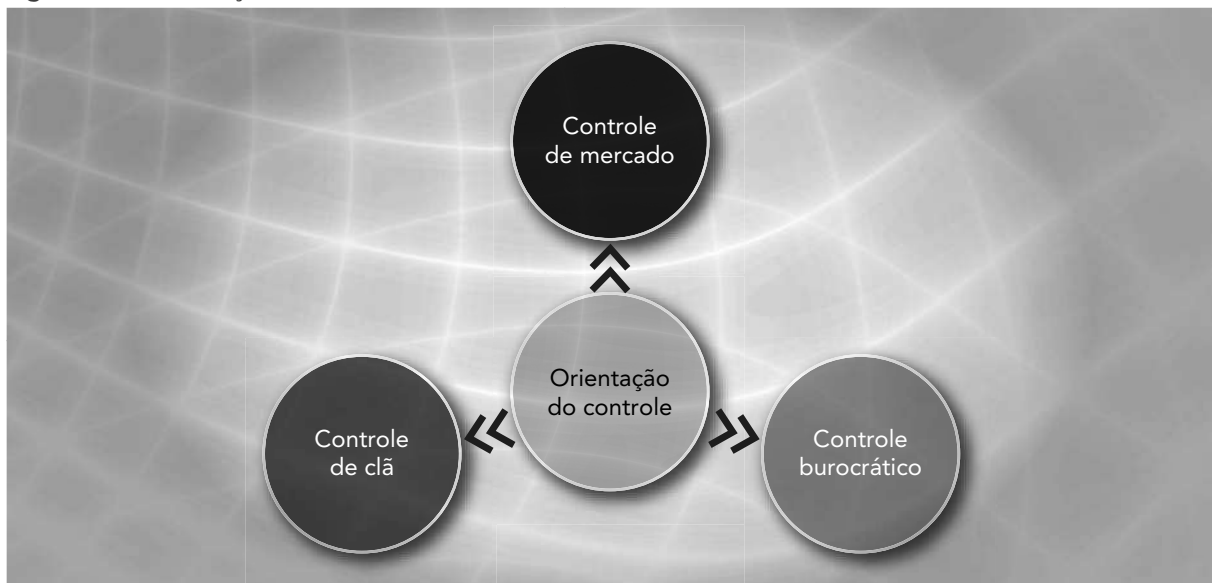 Controle
de mercado
Orientação
do controle
Controle
de clã
Controle
burocrático